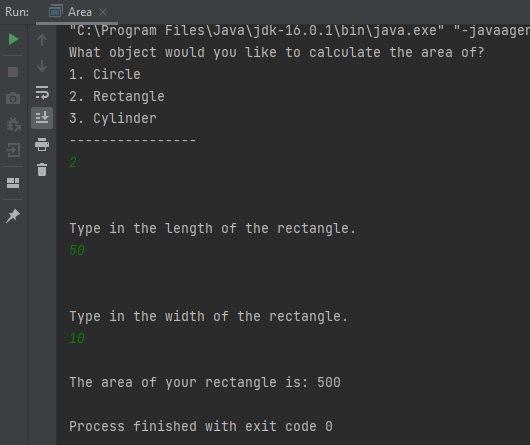 Run:
Area
"C:\Program Files\Java\jdk-16.0.1\bin\java.exe" "-javaagen
What object would you like to calculate the area of?
1. Circle
2. Rectangle
3. Cylinder
----------------
2
Type in the length of the rectangle.
50
Type in the width of the rectangle.
10
The area of your rectangle is: 500
Process finished with exit code 0